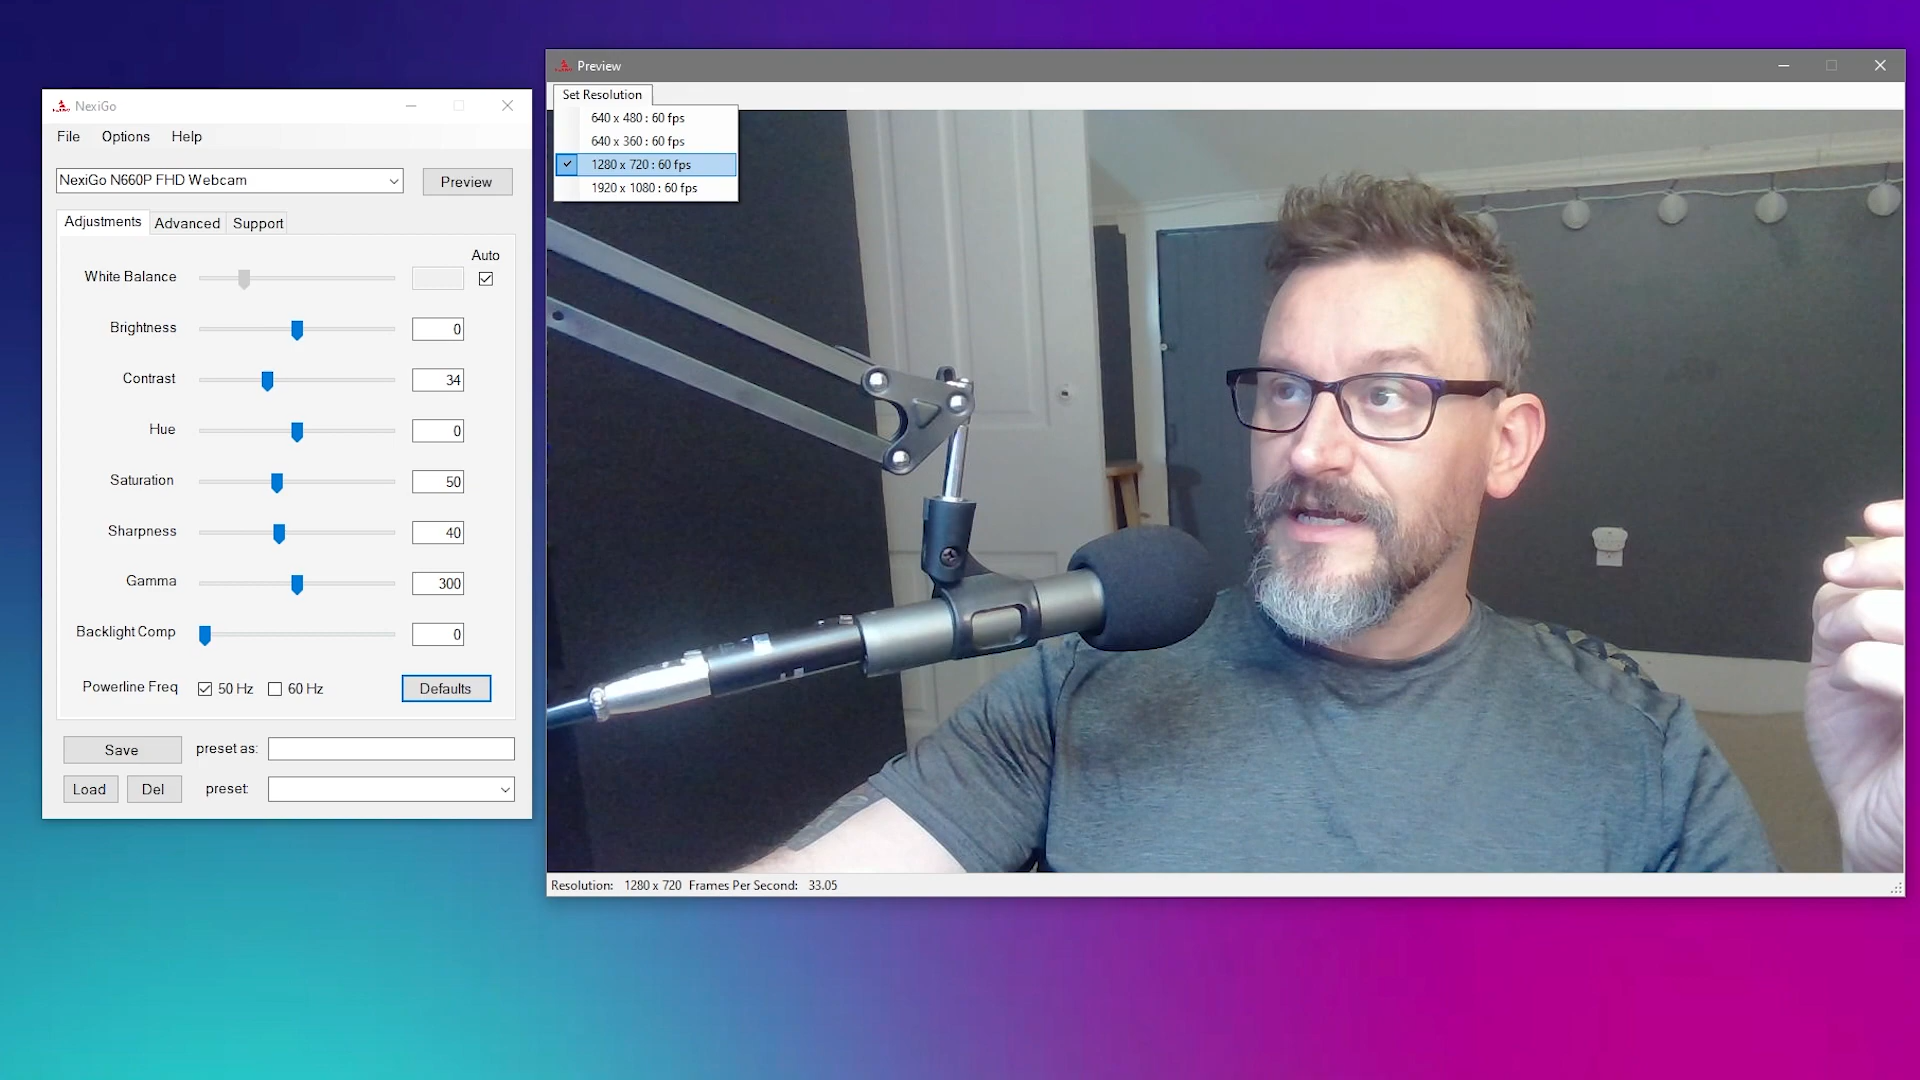 NexiGo
File Options Help
NexiGo N660P FHD Webcam
Preview
Adjustments Advanced Support
Auto
White Balance
Brightness 0
Contrast 34
Hue 0
Saturation 50
Sharpness 40
Gamma 300
Backlight Comp 0
Powerline Freq 50 Hz 60 Hz Defaults
Save preset as:
Load Del preset:
Preview
Set Resolution
640 x 480 : 60 fps
640 x 360 : 60 fps
1280 x 720 : 60 fps
1920 x 1080 : 60 fps
Resolution: 1280 x 720 Frames Per Second: 33.05